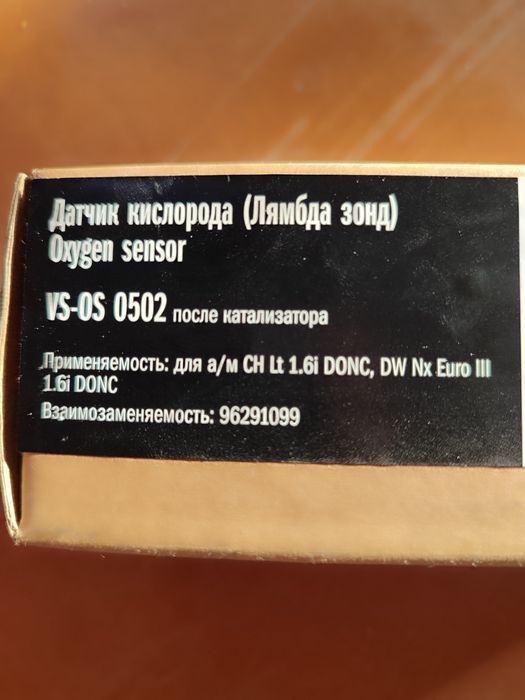 Датчик кислорода (Лямбда зонд)
Oxygen sensor
VS-OS 0502 после катализатора
Применяемость: для а/м CH Lt 1.6i DONC, DW Nx Euro III
1.6i DONC
Взаимозаменяемость: 96291099